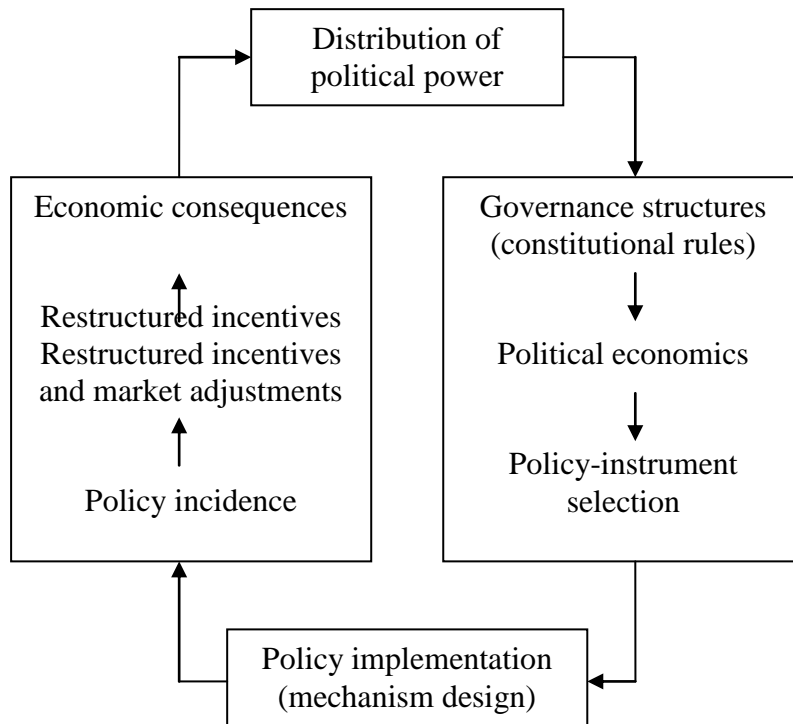 Distribution of
political power
Economic consequences
Restructured incentives
Restructured incentives
and market adjustments
Policy incidence
Governance structures
(constitutional rules)
Political economics
Policy-instrument
selection
Policy implementation
(mechanism design)